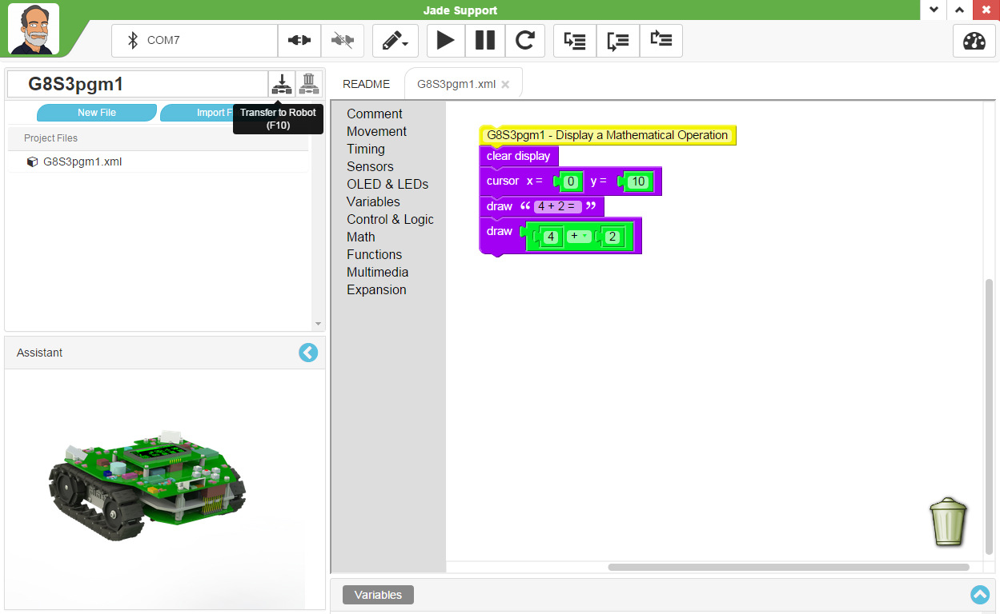 Jade Support
COM7
G8S3pgm1
New File
Import F
Transfer to Robot
(F10)
Project Files
G8S3pgm1.xml
Assistant
README
G8S3pgm1.xml
Comment
Movement
Timing
Sensors
OLED & LEDs
Variables
Control & Logic
Math
Functions
Multimedia
Expansion
G8S3pgm1 - Display a Mathematical Operation
clear display
cursor x = 0 y = 10
draw “ 4 + 2 = ”
draw 4 + 2
Variables